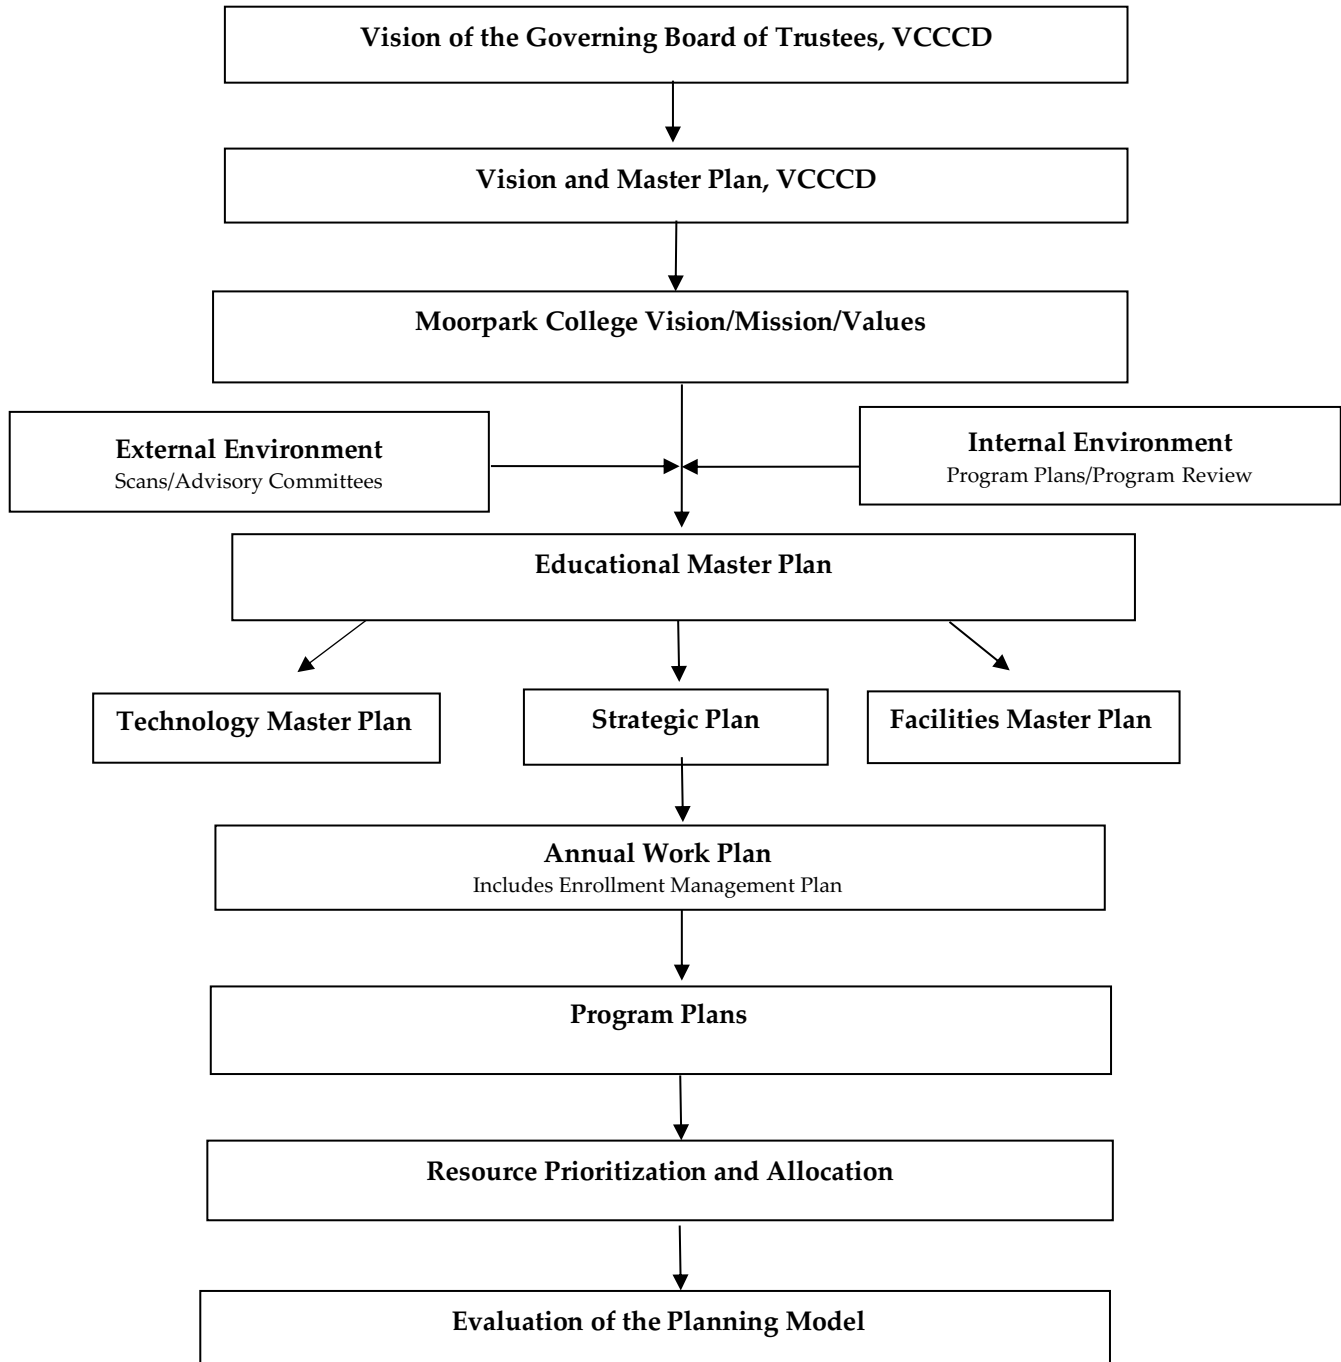 Vision of the Governing Board of Trustees, VCCCD
Vision and Master Plan, VCCCD
Moorpark College Vision/Mission/Values
External Environment
Scans/Advisory Committees
Internal Environment
Program Plans/Program Review
Educational Master Plan
Technology Master Plan
Strategic Plan
Facilities Master Plan
Annual Work Plan
Includes Enrollment Management Plan
Program Plans
Resource Prioritization and Allocation
Evaluation of the Planning Model